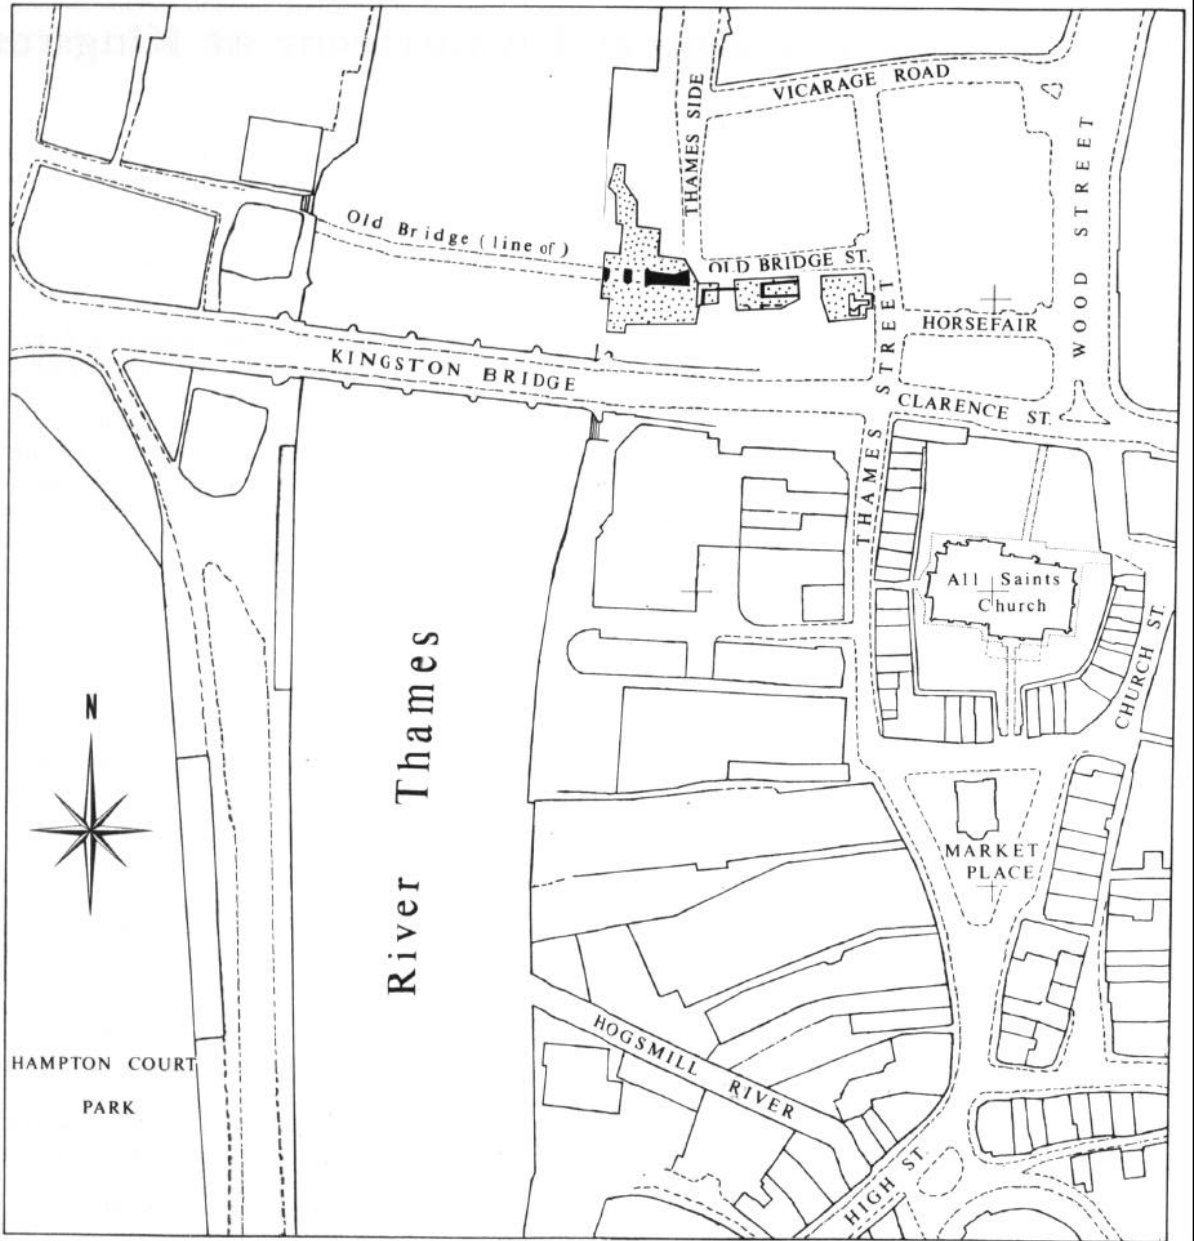 VICARAGE ROAD
THAMES SIDE
WOOD STREET
Old Bridge (line of)
OLD BRIDGE ST.
HORSEFAIR
THAMES STREET
KINGSTON BRIDGE
CLARENCE ST.
All Saints
Church
CHURCH ST.
River Thames
N
MARKET
PLACE
HOGSMILL RIVER
HAMPTON COURT
PARK
HIGH ST.